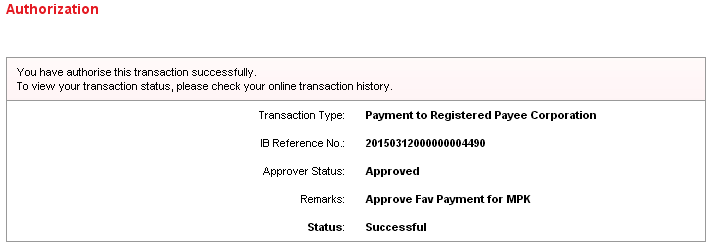 Authorization
You have authorise this transaction successfully.
To view your transaction status, please check your online transaction history.
Transaction Type: Payment to Registered Payee Corporation
IB Reference No.: 20150312000000004490
Approver Status: Approved
Remarks: Approve Fav Payment for MPK
Status: Successful